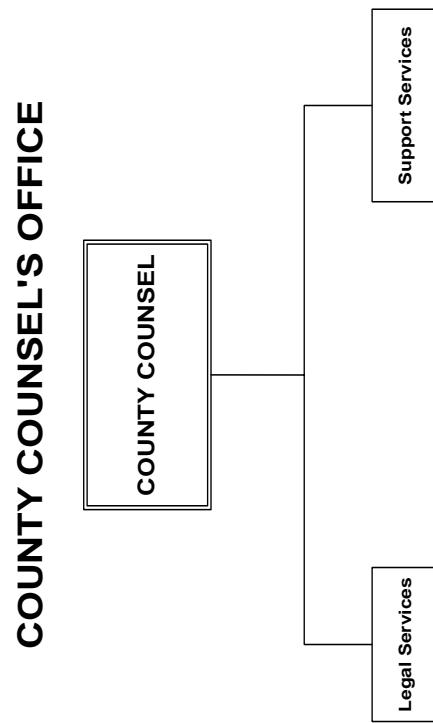 COUNTY COUNSEL'S OFFICE
COUNTY COUNSEL
Legal Services
Support Services